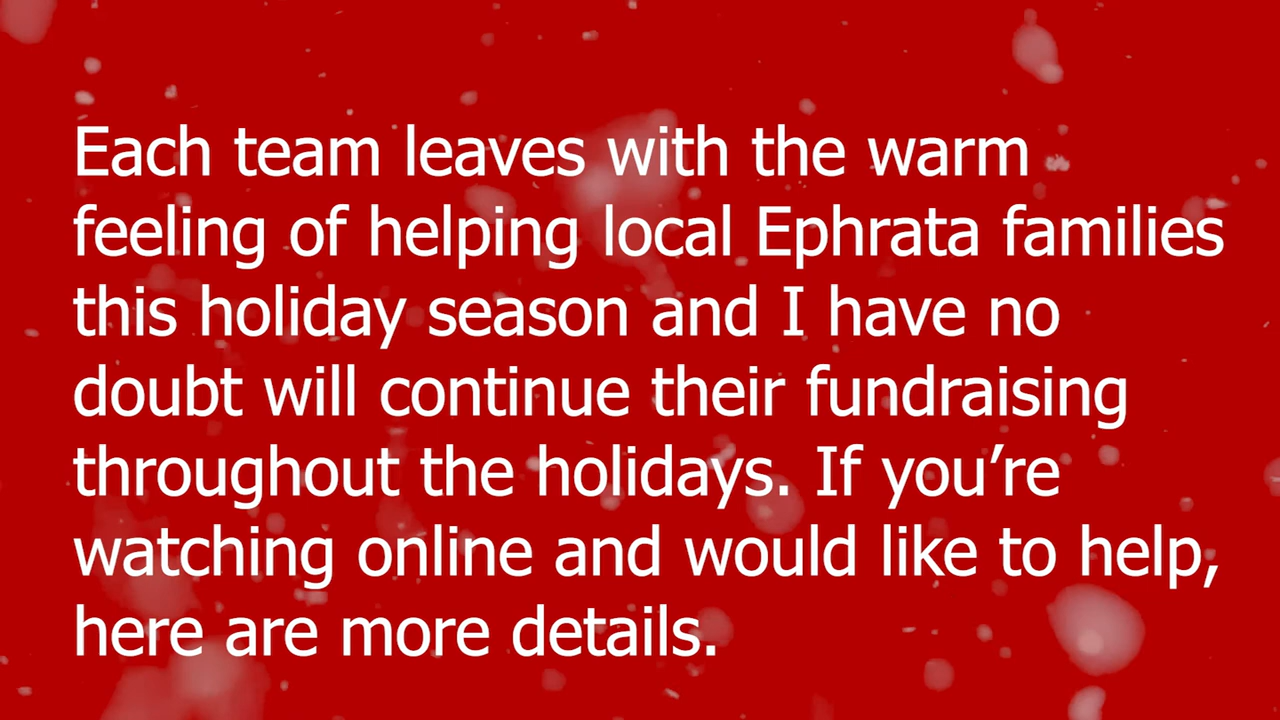 Each team leaves with the warm
feeling of helping local Ephrata families
this holiday season and I have no
doubt will continue their fundraising
throughout the holidays. If you’re
watching online and would like to help,
here are more details.